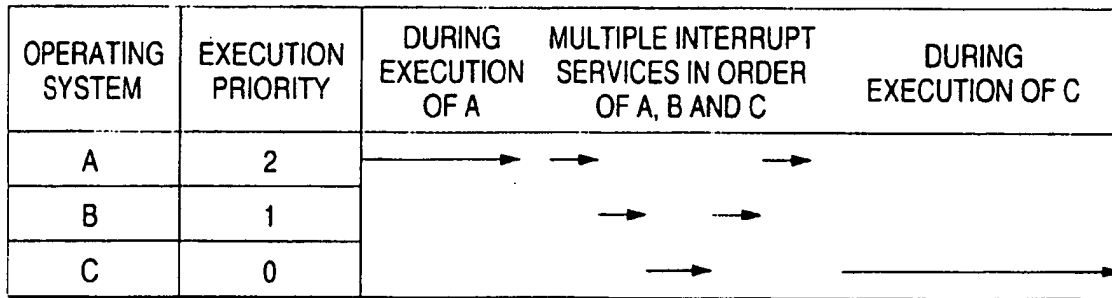 OPERATING
SYSTEM
EXECUTION
PRIORITY
DURING
EXECUTION
OF A
MULTIPLE INTERRUPT
SERVICES IN ORDER
OF A, B AND C
DURING
EXECUTION OF C
A 2
B 1
C 0